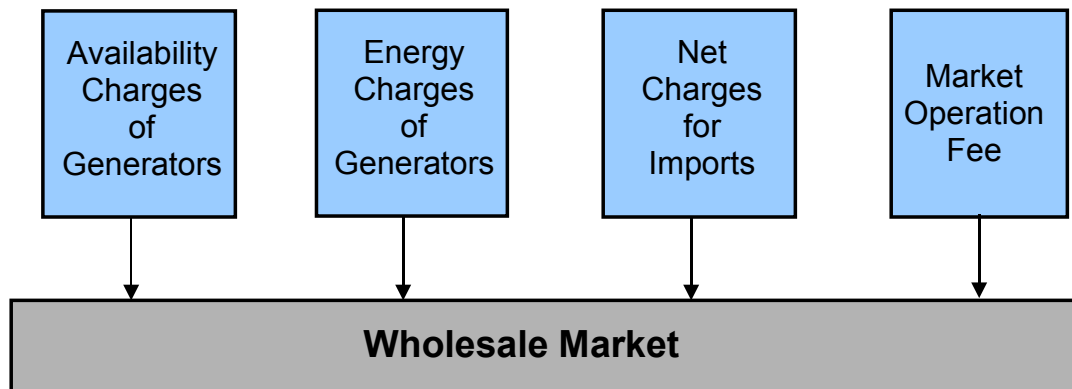 Availability
Charges
of
Generators
Energy
Charges
of
Generators
Net
Charges
for
Imports
Market
Operation
Fee
Wholesale Market